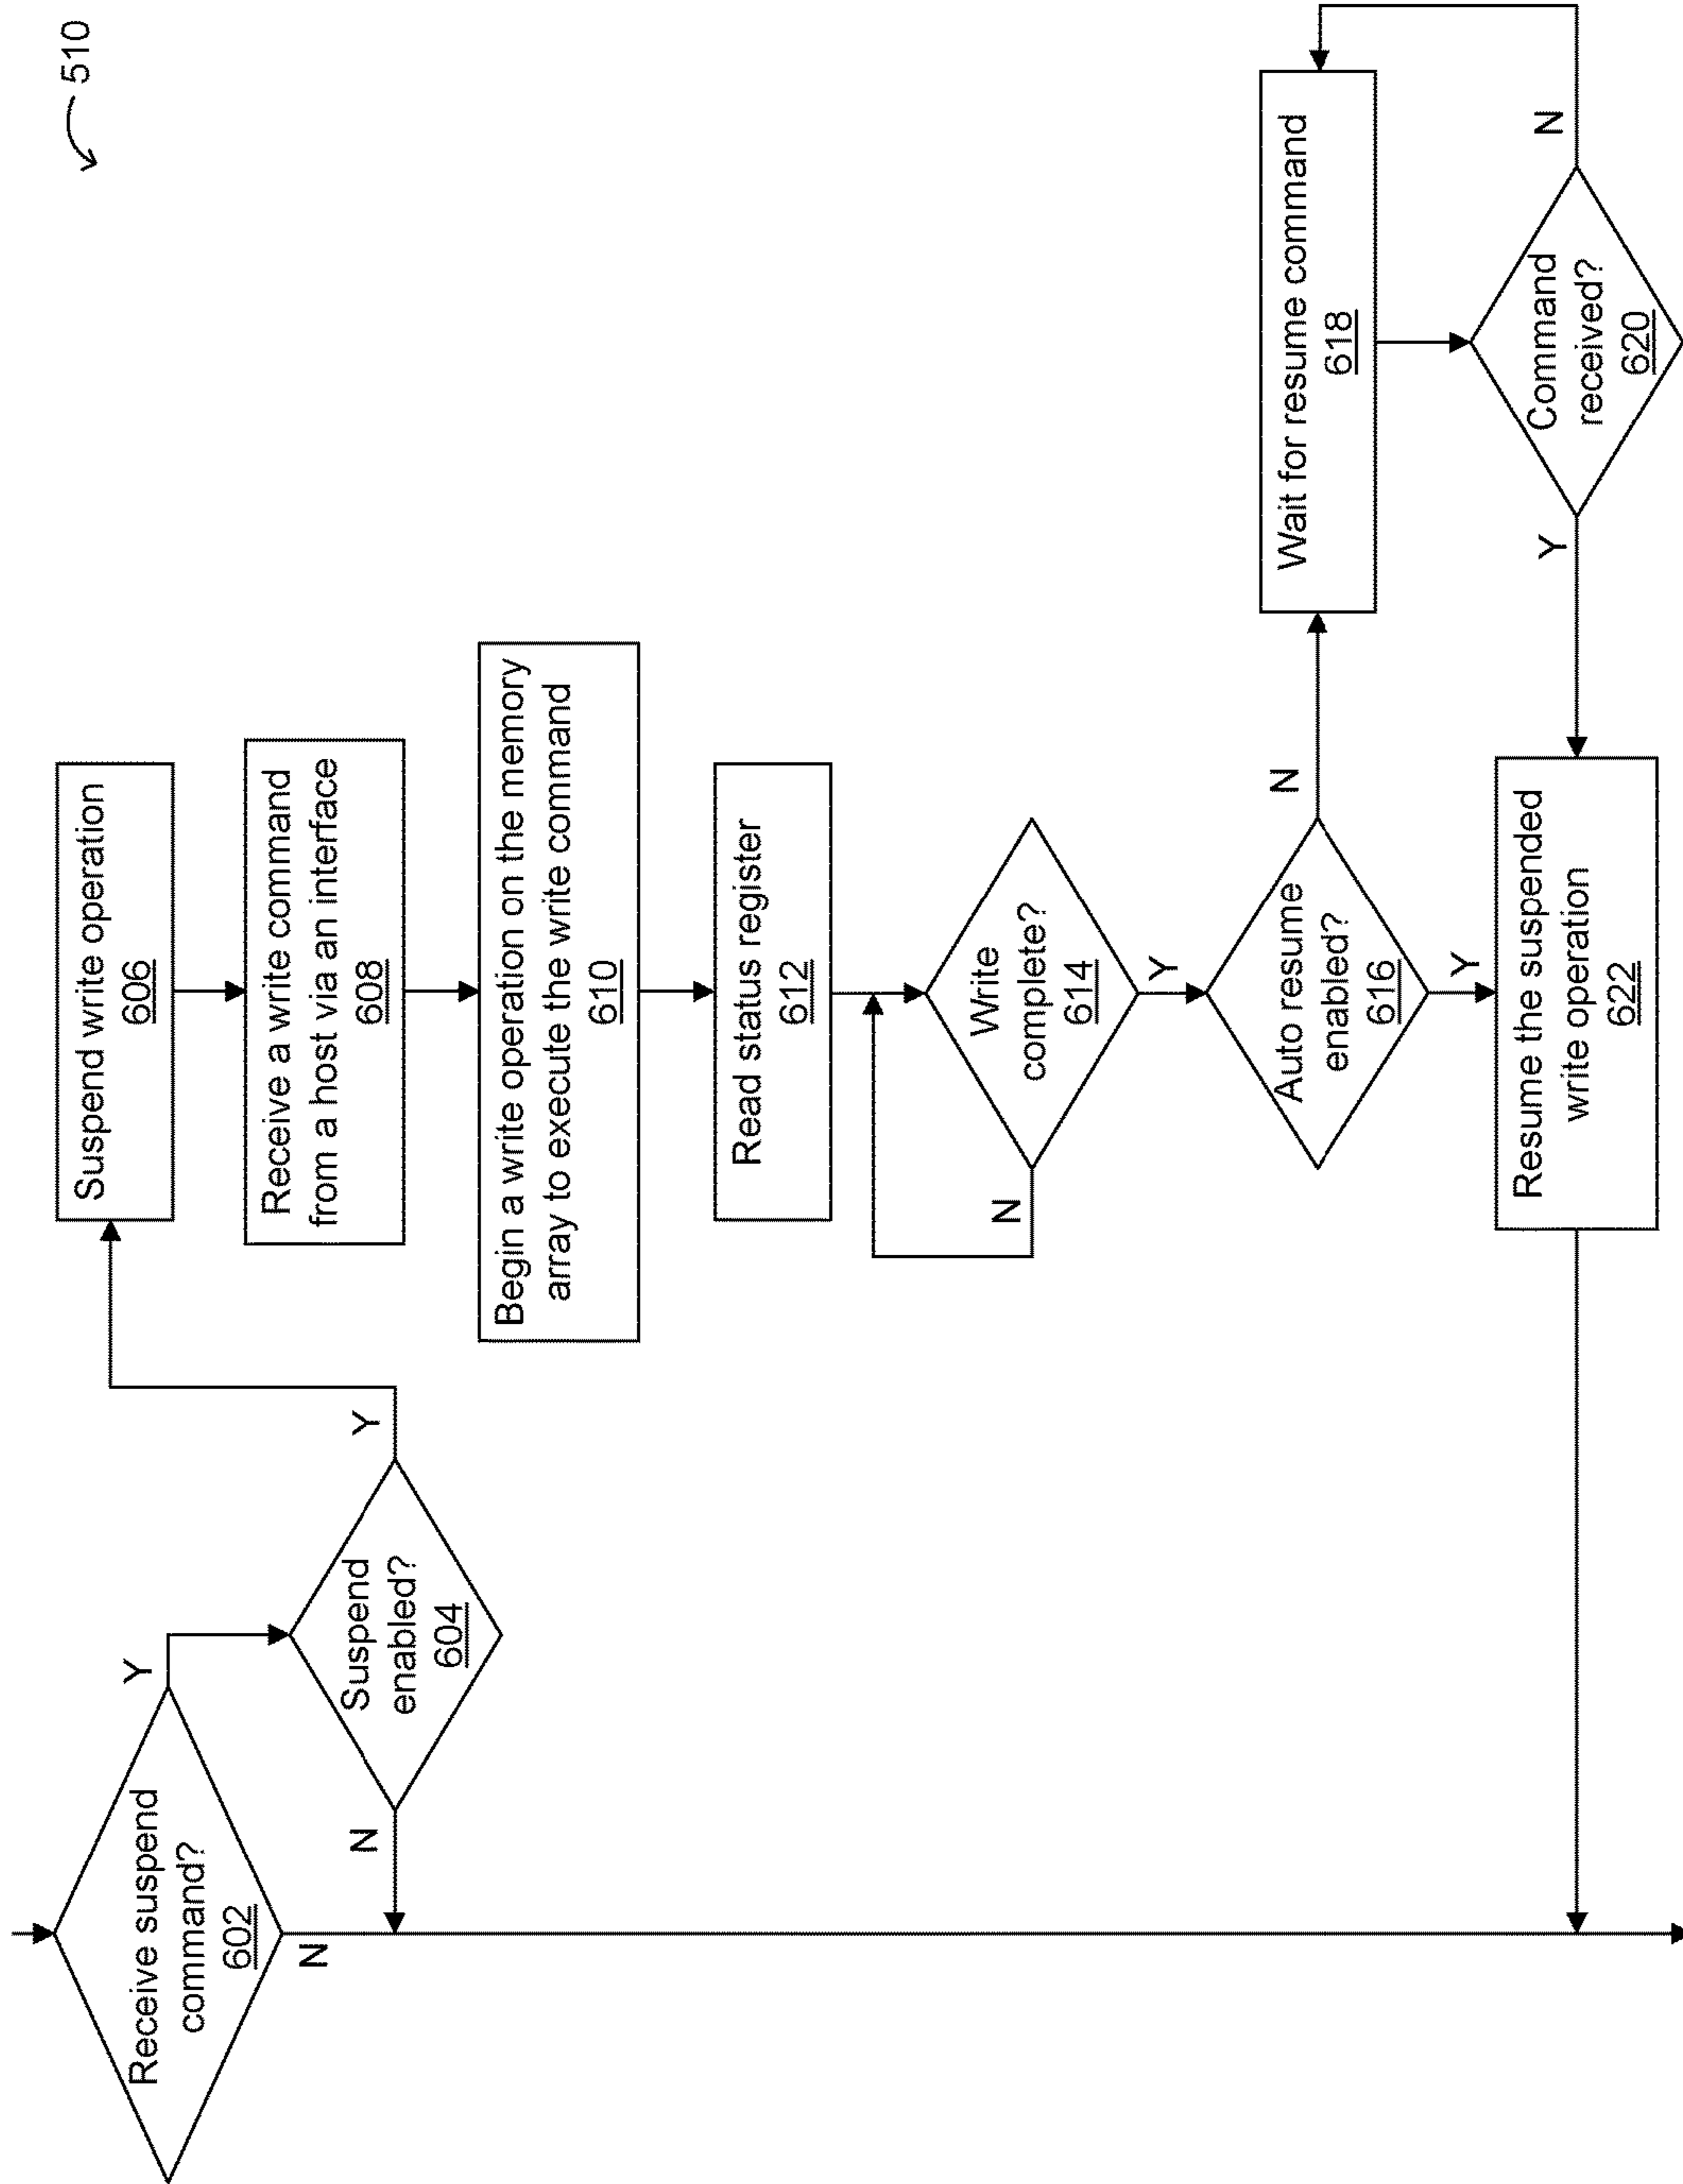 510
Receive suspend
command?
602
Y
N
Suspend
enabled?
604
Y
N
Suspend write operation
606
Receive a write command
from a host via an interface
608
Begin a write operation on the memory
array to execute the write command
610
Read status register
612
Write
complete?
614
N
Y
Auto resume
enabled?
616
N
Y
Wait for resume command
618
Command
received?
620
Y
N
Resume the suspended
write operation
622